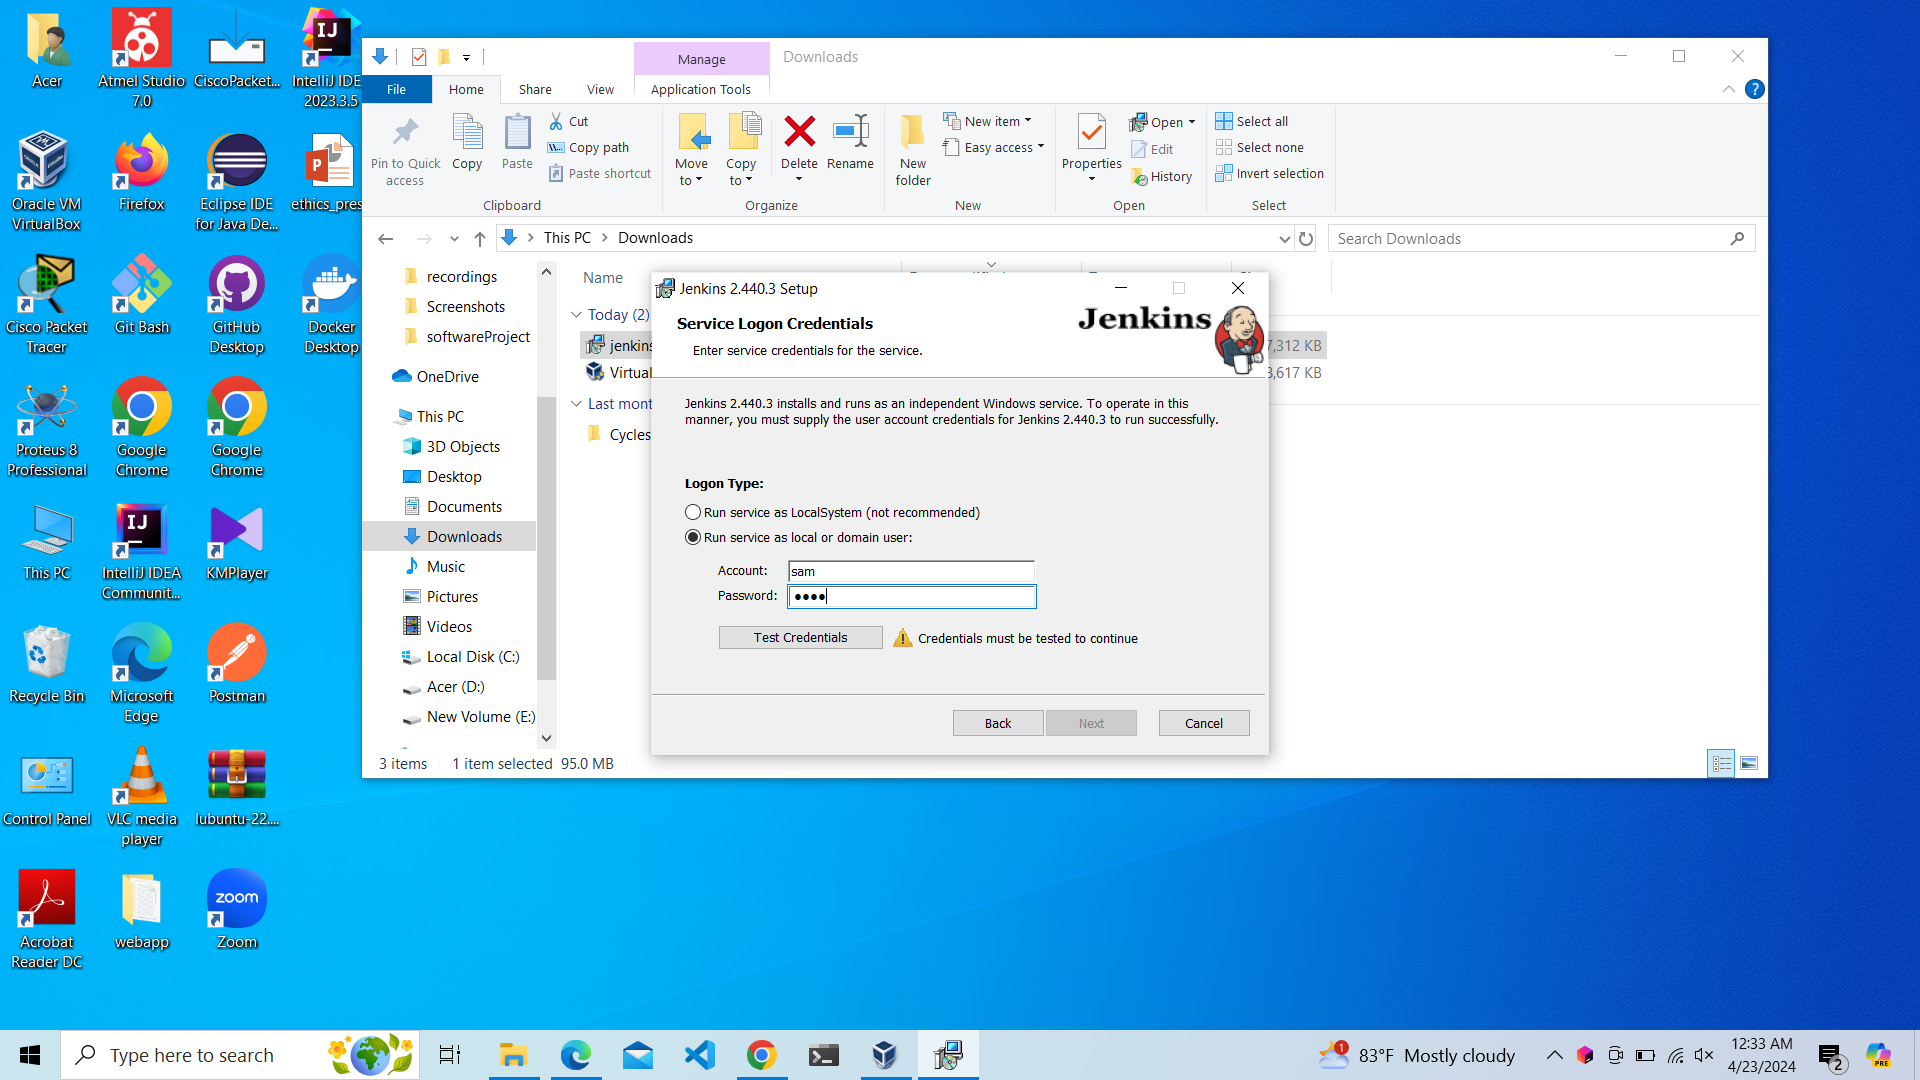 Acer
Atmel Studio
7.0
CiscoPacket...
IntelliJ IDE
2023.3.5
Oracle VM
VirtualBox
Firefox
Eclipse IDE
for Java De...
ethics_pres
Cisco Packet
Tracer
Git Bash
GitHub
Desktop
Docker
Desktop
Proteus 8
Professional
Google
Chrome
Google
Chrome
This PC
IntelliJ IDEA
Communit...
KMPlayer
Recycle Bin
Microsoft
Edge
Postman
Control Panel
VLC media
player
lubuntu-22....
Acrobat
Reader DC
webapp
zoom
Zoom
Manage
Downloads
File
Home
Share
View
Application Tools
Pin to Quick
access
Copy
Paste
Cut
Copy path
Paste shortcut
Clipboard
Move
to
Copy
to
Delete
Rename
Organize
New
folder
New item
Easy access
New
Properties
Open
Edit
History
Open
Select all
Select none
Invert selection
Select
This PC
Downloads
Search Downloads
recordings
Screenshots
softwareProject
OneDrive
This PC
3D Objects
Desktop
Documents
Downloads
Music
Pictures
Videos
Local Disk (C:)
Acer (D:)
New Volume (E:)
Name
Today (2)
jenkins
7,312 KB
Virtual
3,617 KB
Last mont
Cycles
3 items
1 item selected 95.0 MB
Jenkins 2.440.3 Setup
Service Logon Credentials
Enter service credentials for the service.
Jenkins
Jenkins 2.440.3 installs and runs as an independent Windows service. To operate in this
manner, you must supply the user account credentials for Jenkins 2.440.3 to run successfully.
Logon Type:
Run service as LocalSystem (not recommended)
Run service as local or domain user:
Account:
sam
Password:
●●●●
Test Credentials
Credentials must be tested to continue
Back
Next
Cancel
Type here to search
1
83°F Mostly cloudy
12:33 AM
4/23/2024
2
PRE